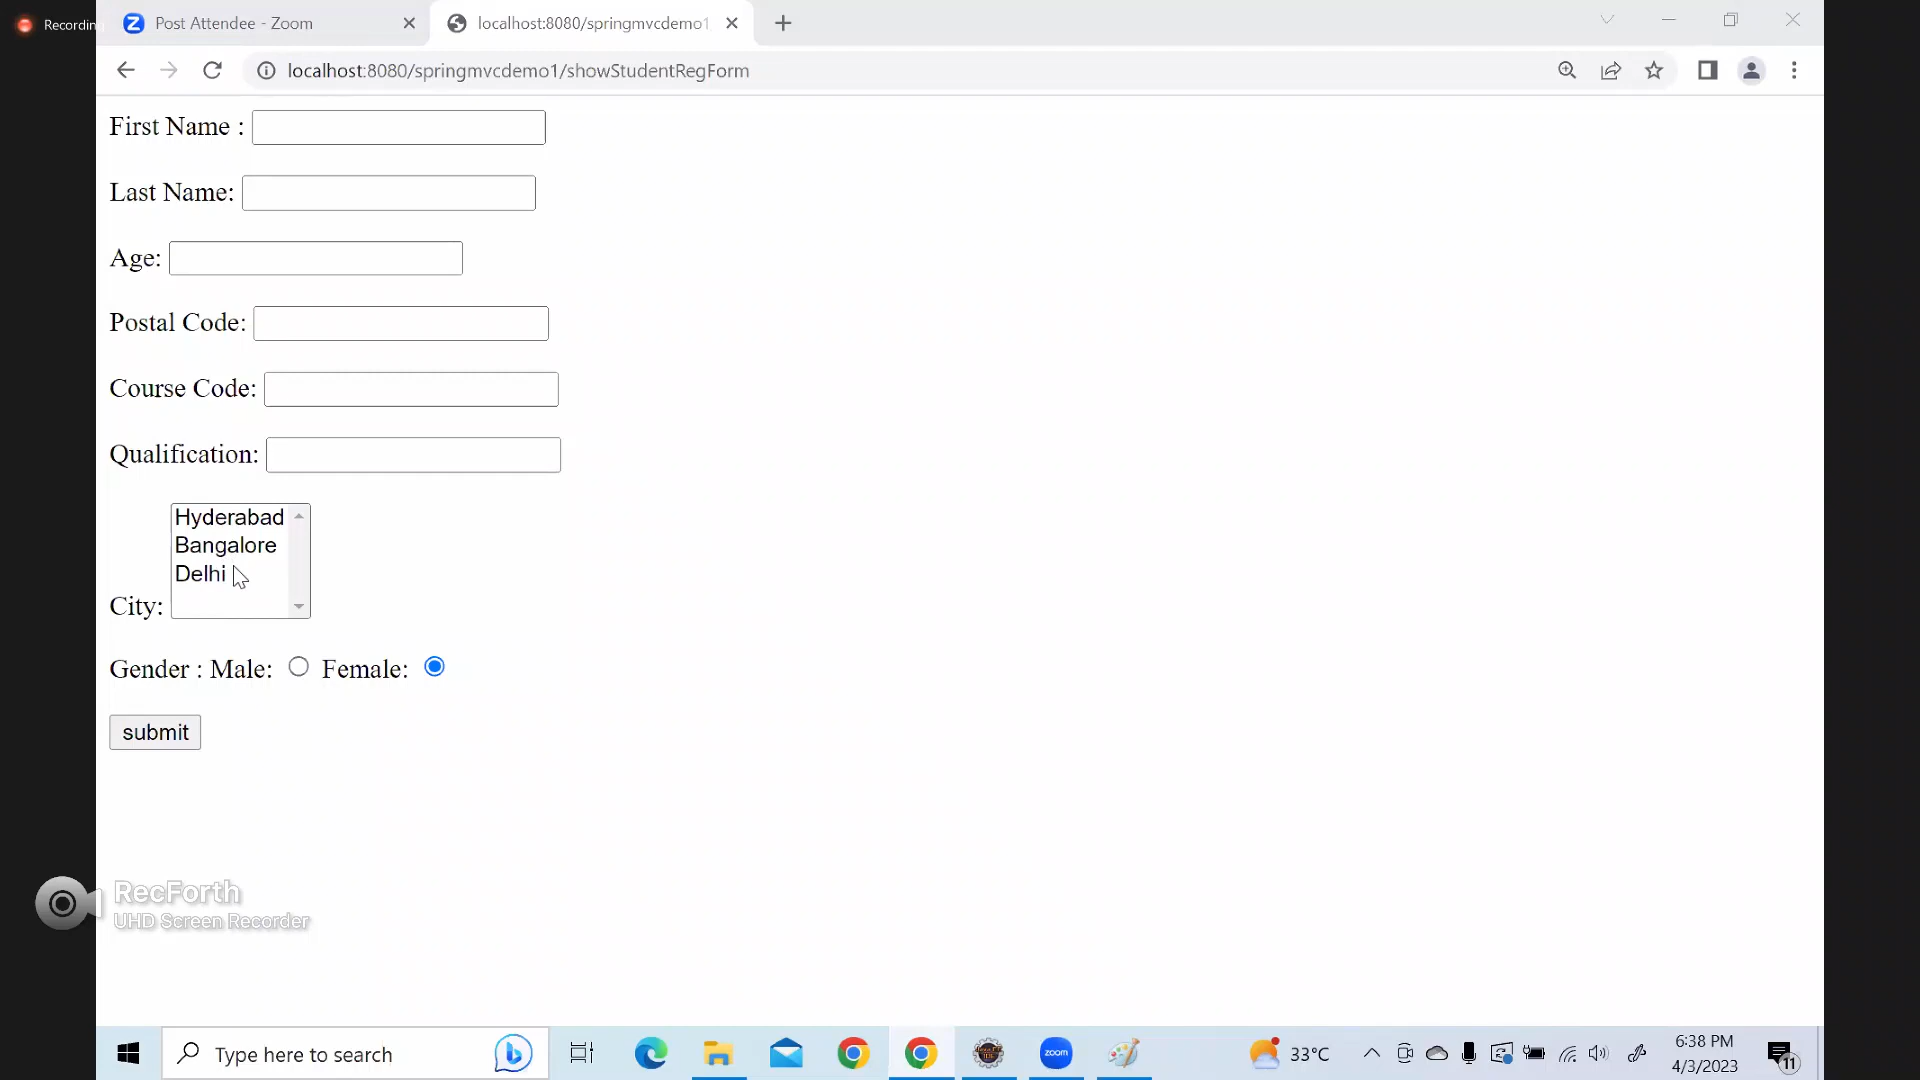 Recording
Post Attendee - Zoom
localhost:8080/springmvcdemo1
localhost:8080/springmvcdemo1/showStudentRegForm
First Name :
Last Name:
Age:
Postal Code:
Course Code:
Qualification:
Hyderabad
Bangalore
Delhi
City:
Gender : Male: Female:
submit
RecForth
UHD Screen Recorder
Type here to search
zoom
33°C
6:38 PM
4/3/2023
11